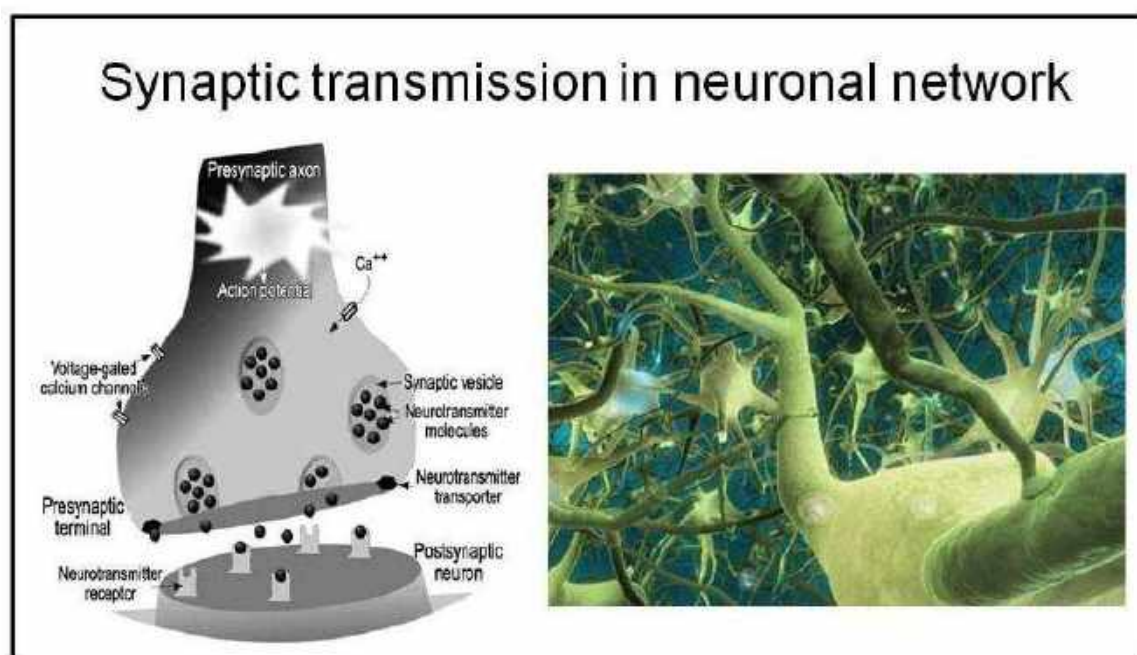 Synaptic transmission in neuronal network
Presynaptic axon
Action potential
Ca++
Voltage-gated
calcium channels
Synaptic vesicle
Neurotransmitter
molecules
Neurotransmitter
transporter
Presynaptic
terminal
Postsynaptic
neuron
Neurotransmitter
receptor